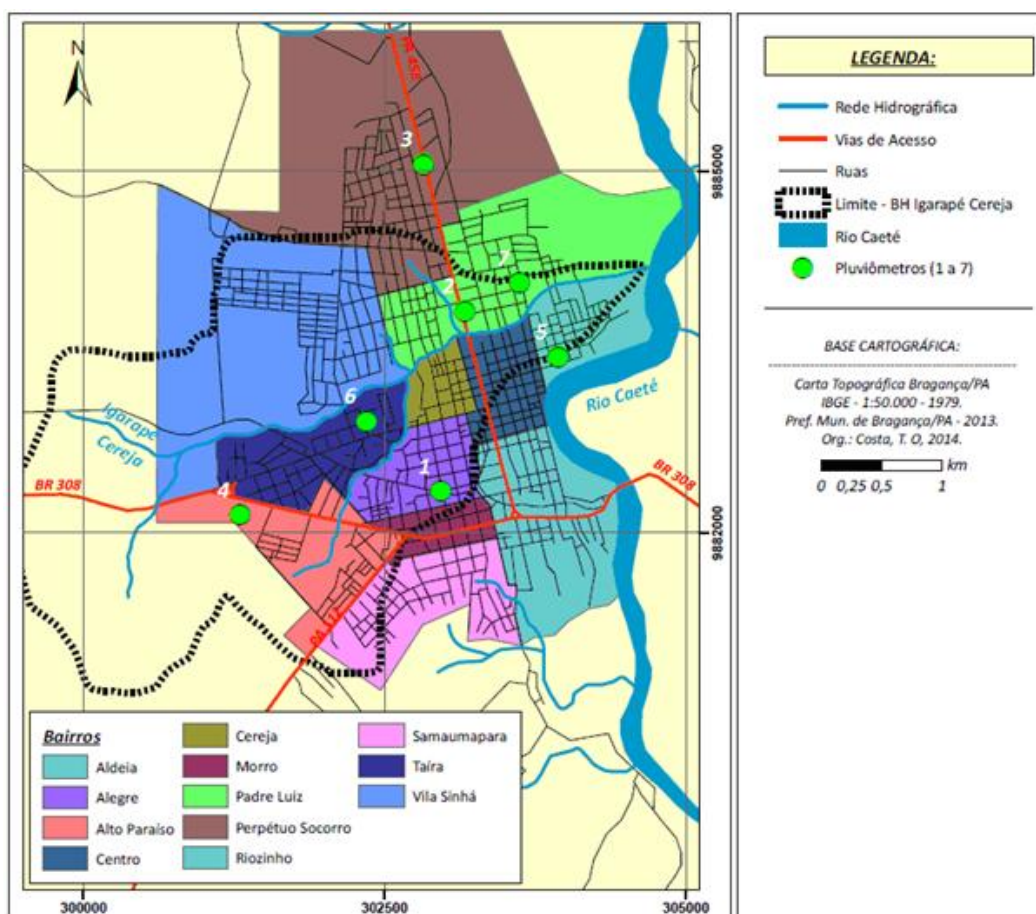 N
PA 458
3
9885000
7
2
5
Rio Caeté
6
Igarapé
Cereja
1
BR 308
BR 308
4
9882000
PA 112
Bairros
Aldeia
Alegre
Alto Paraíso
Centro
Cereja
Morro
Padre Luiz
Perpétuo Socorro
Riozinho
Samaumapara
Taíra
Vila Sinhá
300000
302500
305000
LEGENDA:
Rede Hidrográfica
Vias de Acesso
Ruas
Limite - BH Igarapé Cereja
Rio Caeté
Pluviômetros (1 a 7)
BASE CARTOGRÁFICA:
Carta Topográfica Bragança/PA
IBGE - 1:50.000 - 1979.
Pref. Mun. de Bragança/PA - 2013.
Org.: Costa, T. O, 2014.
km
0 0,25 0,5 1